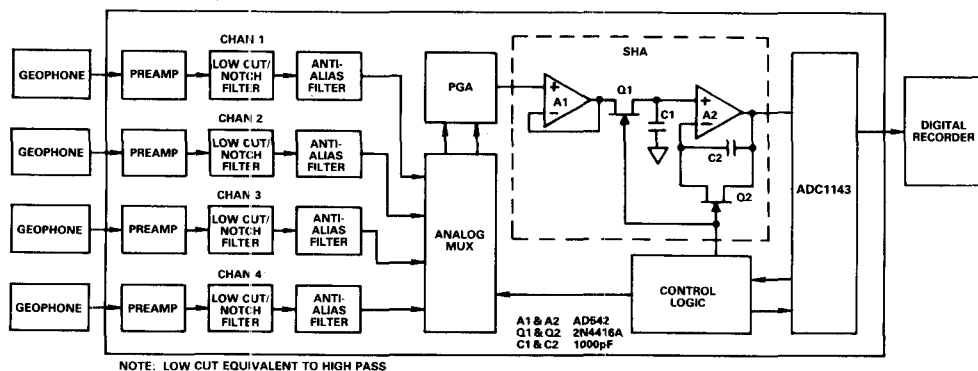 CHAN 1
GEOPHONE
PREAMP
LOW CUT/
NOTCH
FILTER
ANTI-
ALIAS
FILTER
CHAN 2
GEOPHONE
PREAMP
LOW CUT/
NOTCH
FILTER
ANTI-
ALIAS
FILTER
CHAN 3
GEOPHONE
PREAMP
LOW CUT/
NOTCH
FILTER
ANTI-
ALIAS
FILTER
CHAN 4
GEOPHONE
PREAMP
LOW CUT/
NOTCH
FILTER
ANTI-
ALIAS
FILTER
PGA
ANALOG
MUX
SHA
+
A1
−
Q1
C1
+
A2
−
C2
Q2
CONTROL
LOGIC
ADC1143
DIGITAL
RECORDER
A1 & A2 AD542
Q1 & Q2 2N4416A
C1 & C2 1000pF
NOTE: LOW CUT EQUIVALENT TO HIGH PASS